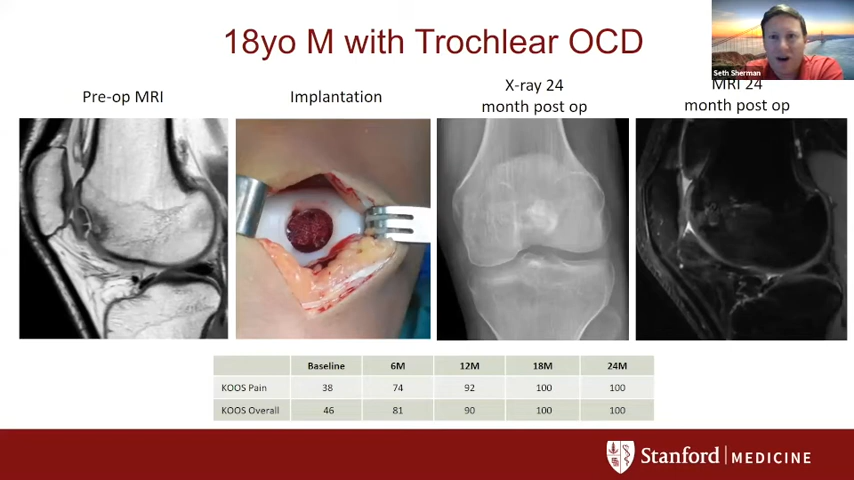 18yo M with Trochlear OCD
Seth Sherman
Pre-op MRI
Implantation
X-ray 24
month post op
MRI 24
month post op
Baseline 6M 12M 18M 24M
KOOS Pain 38 74 92 100 100
KOOS Overall 46 81 90 100 100
Stanford MEDICINE